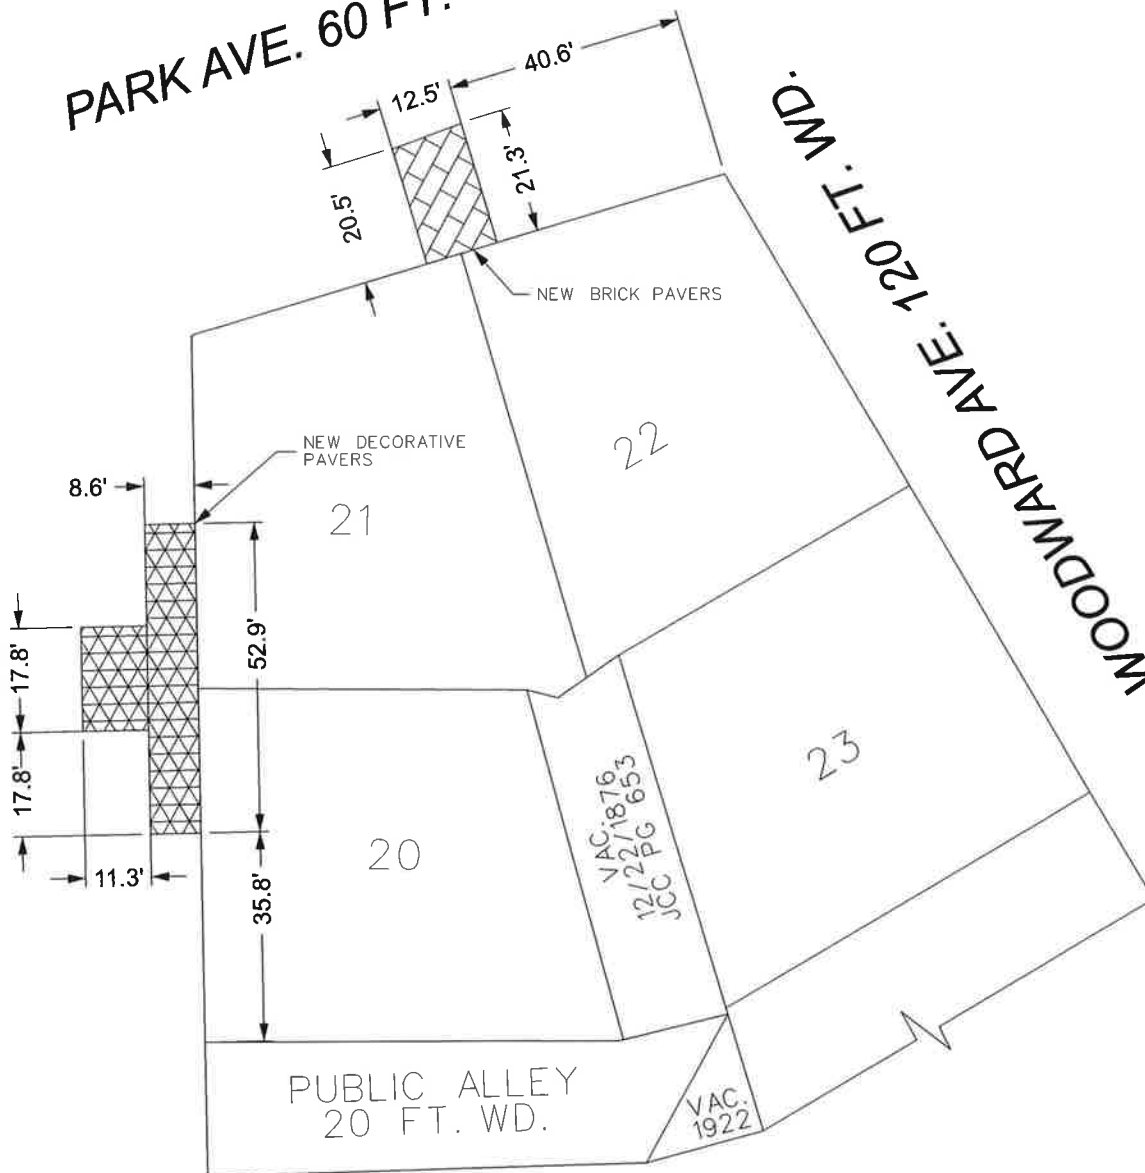 PARK AVE. 60 FT.
40.6'
12.5'
21.3'
20.5'
WOODWARD AVE. 120 FT. WD.
NEW BRICK PAVERS
22
NEW DECORATIVE
PAVERS
8.6'
21
52.9'
17.8'
23
17.8'
VAC.
12/22/1876
JCC PG 653
20
11.3'
35.8'
PUBLIC ALLEY
20 FT. WD.
VAC.
1922